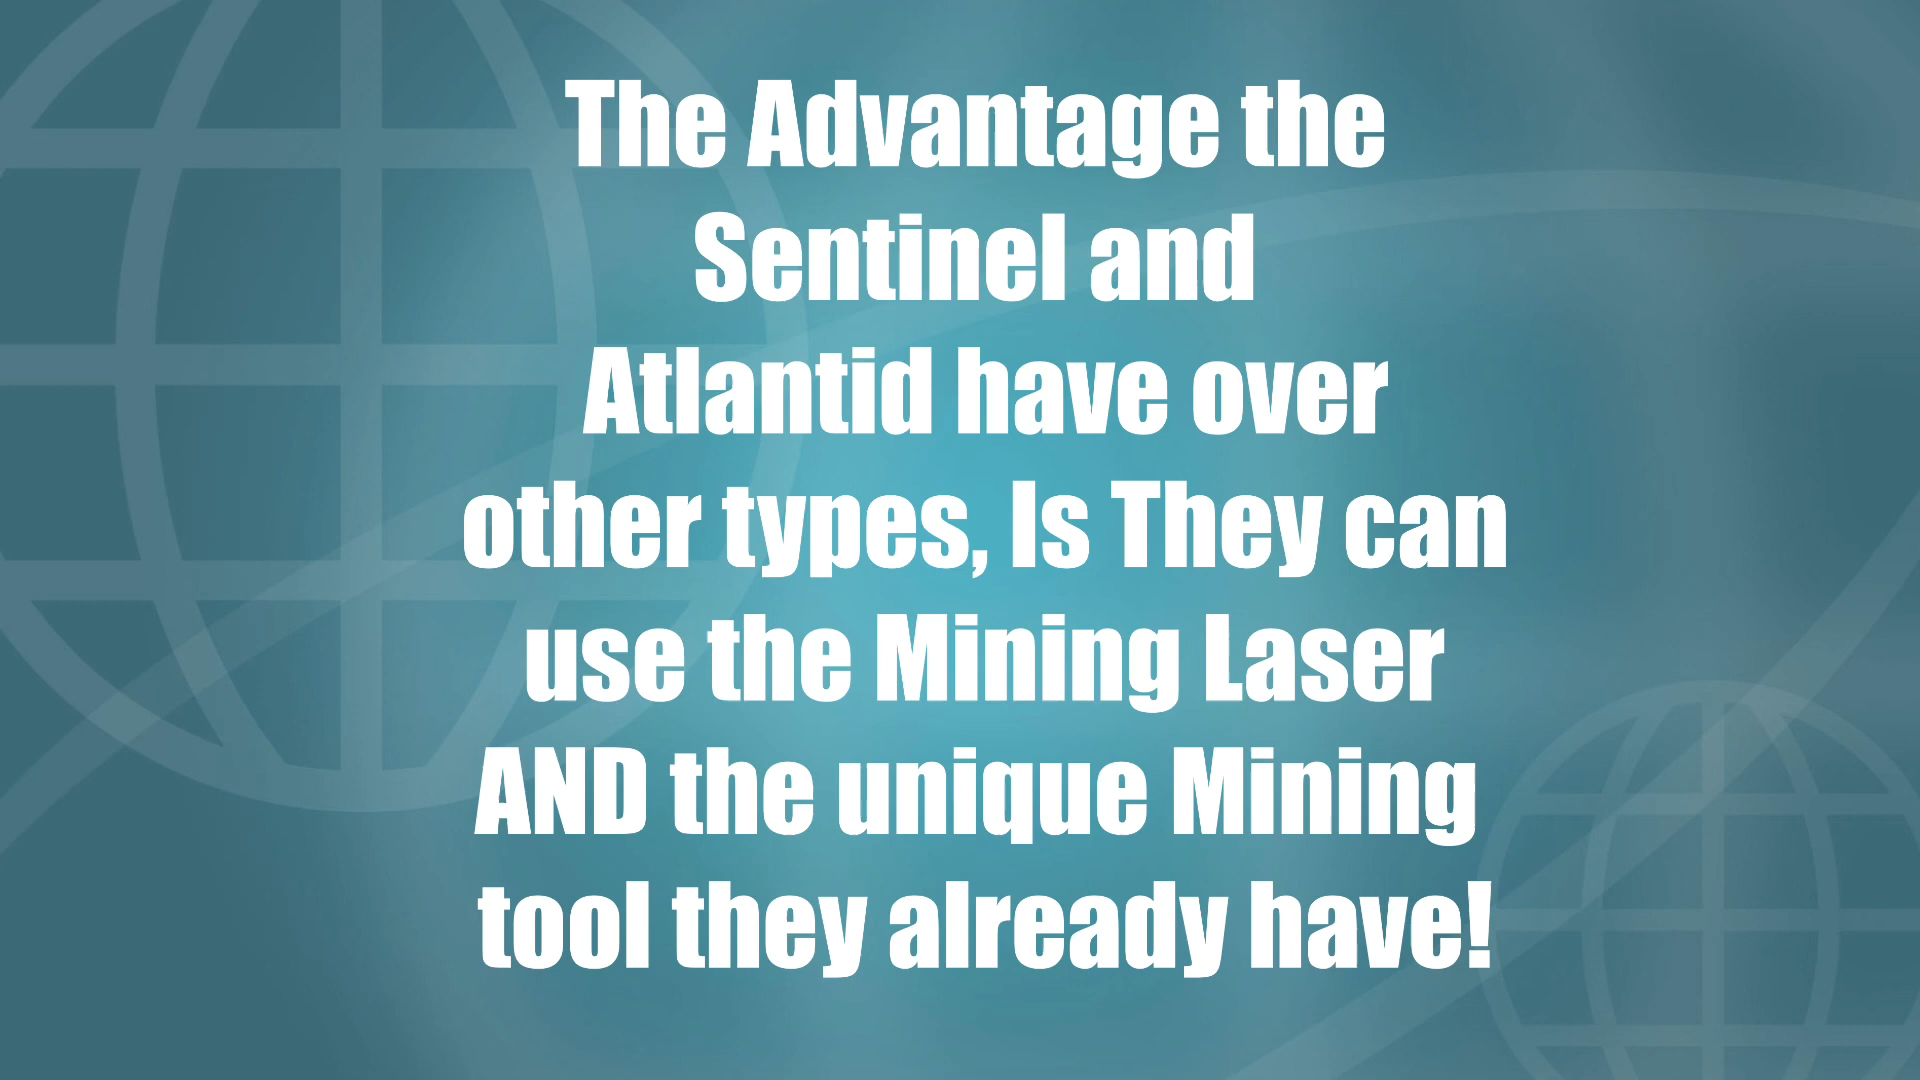 The Advantage the
Sentinel and
Atlantid have over
other types, Is They can
use the Mining Laser
AND the unique Mining
tool they already have!